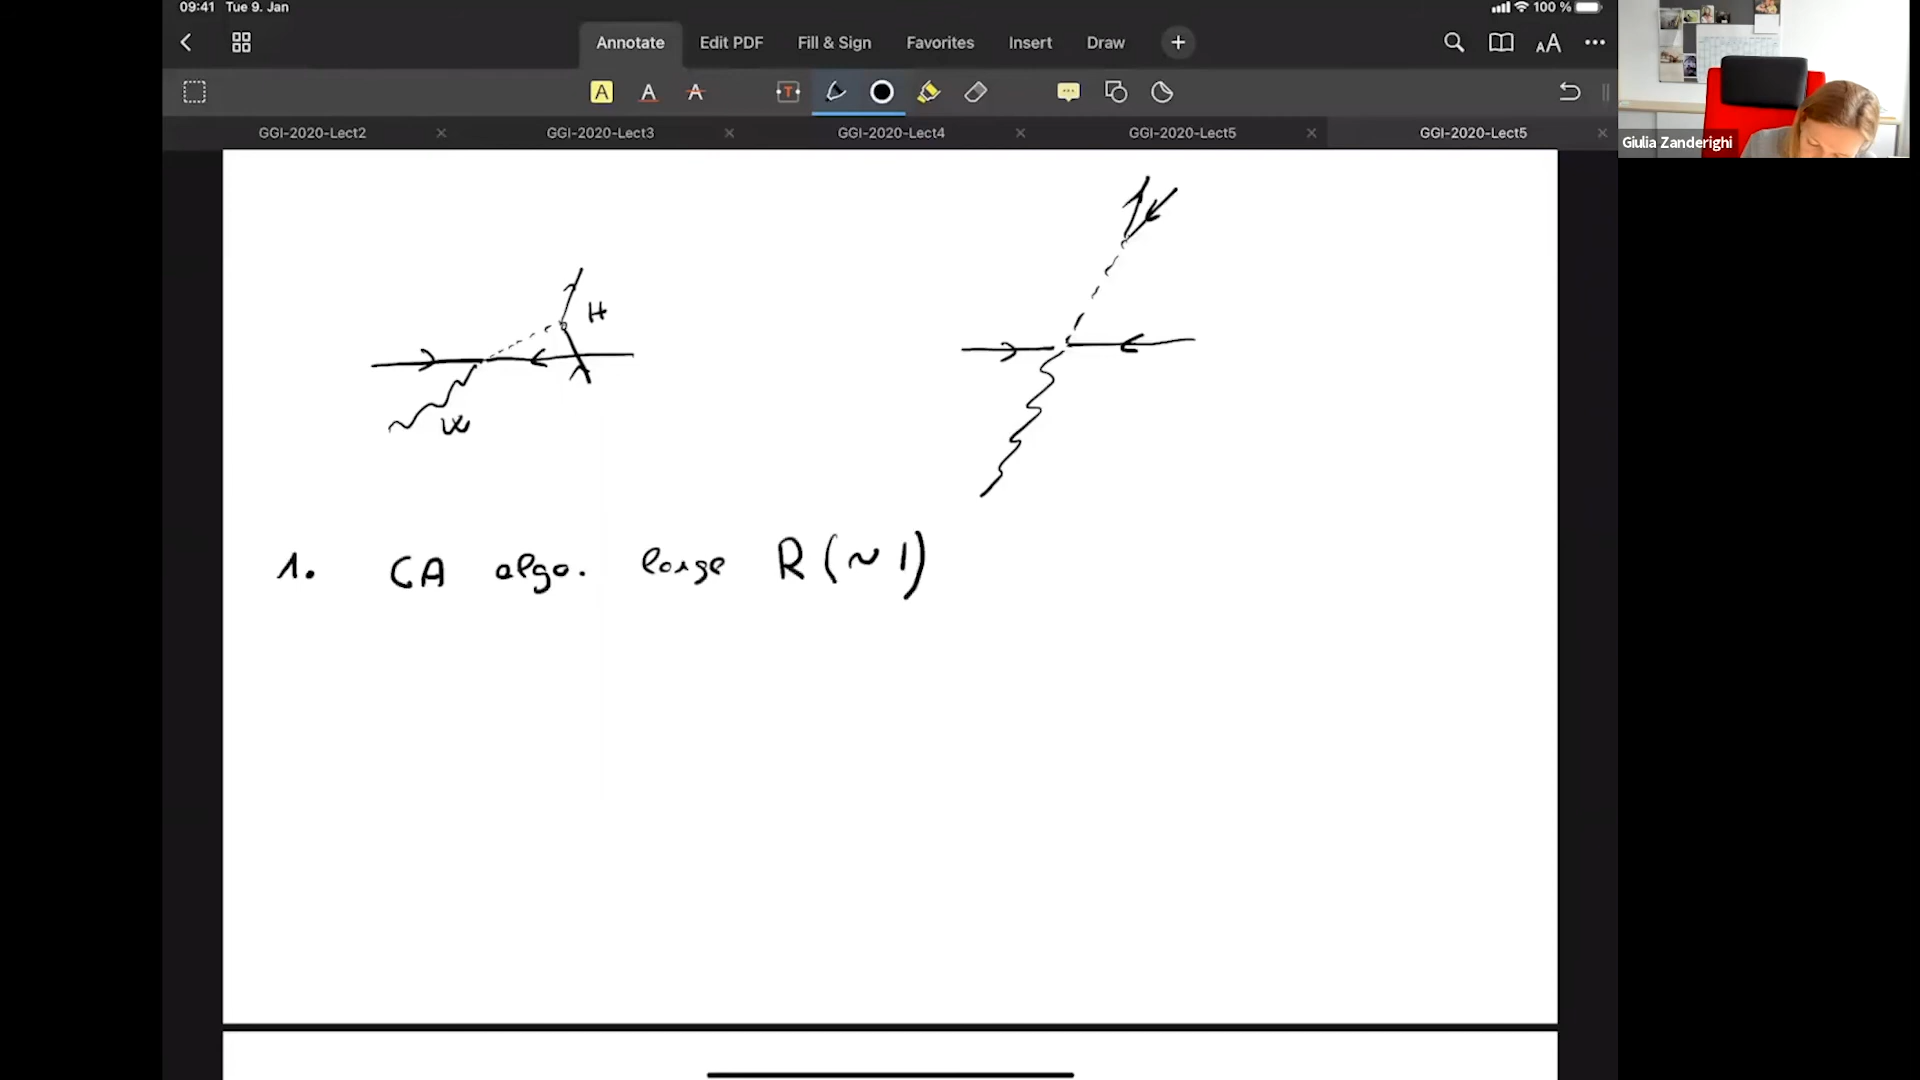 09:41 Tue 9. Jan
100 %
Annotate Edit PDF Fill & Sign Favorites Insert Draw
GGI-2020-Lect2 GGI-2020-Lect3 GGI-2020-Lect4 GGI-2020-Lect5 GGI-2020-Lect5
Giulia Zanderighi
H
W
1. CA algo. large R (~ 1)